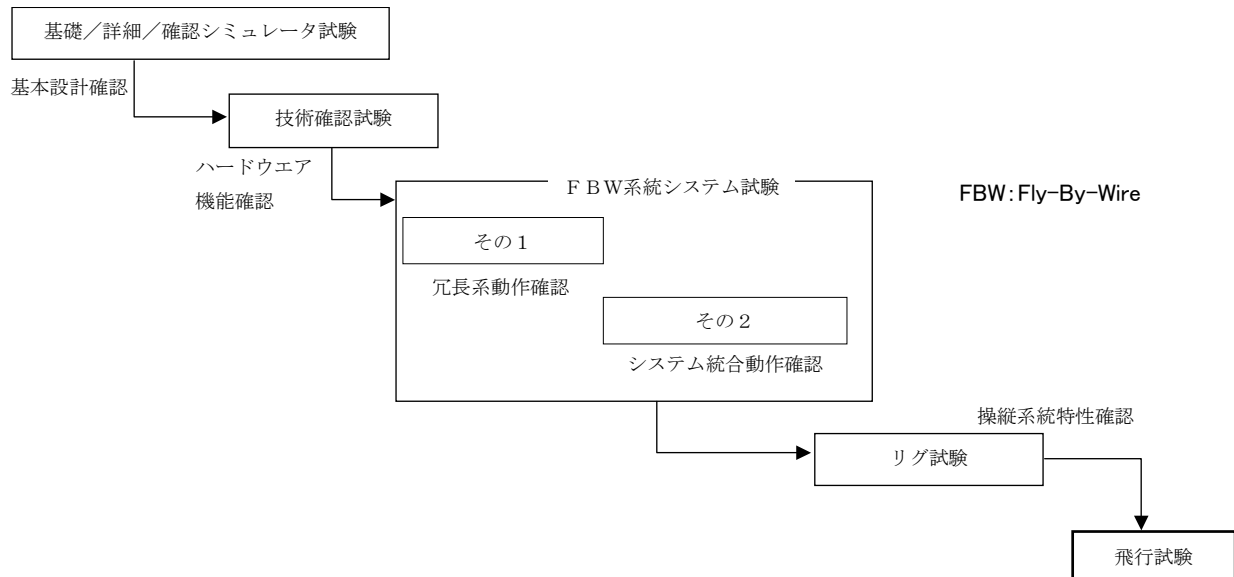 基礎／詳細／確認シミュレータ試験
基本設計確認
技術確認試験
ハードウエア
機能確認
ＦＢＷ系統システム試験
FBW：Fly-By-Wire
その１
冗長系動作確認
その２
システム統合動作確認
操縦系統特性確認
リグ試験
飛行試験